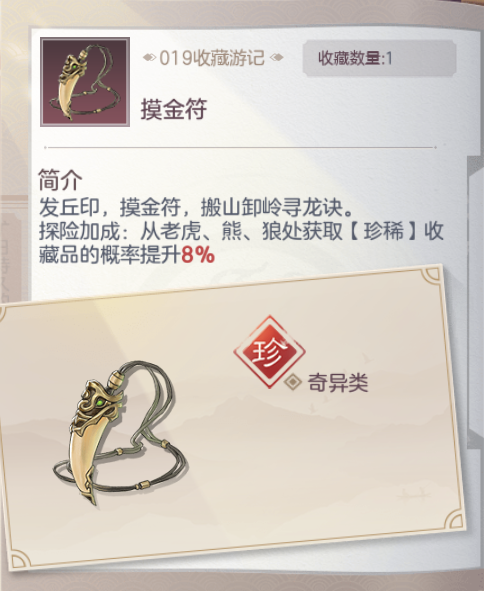 019收藏游记
收藏数量:1
摸金符
简介
发丘印，摸金符，搬山卸岭寻龙诀。
探险加成：从老虎、熊、狼处获取【珍稀】收
藏品的概率提升8%
珍
奇异类